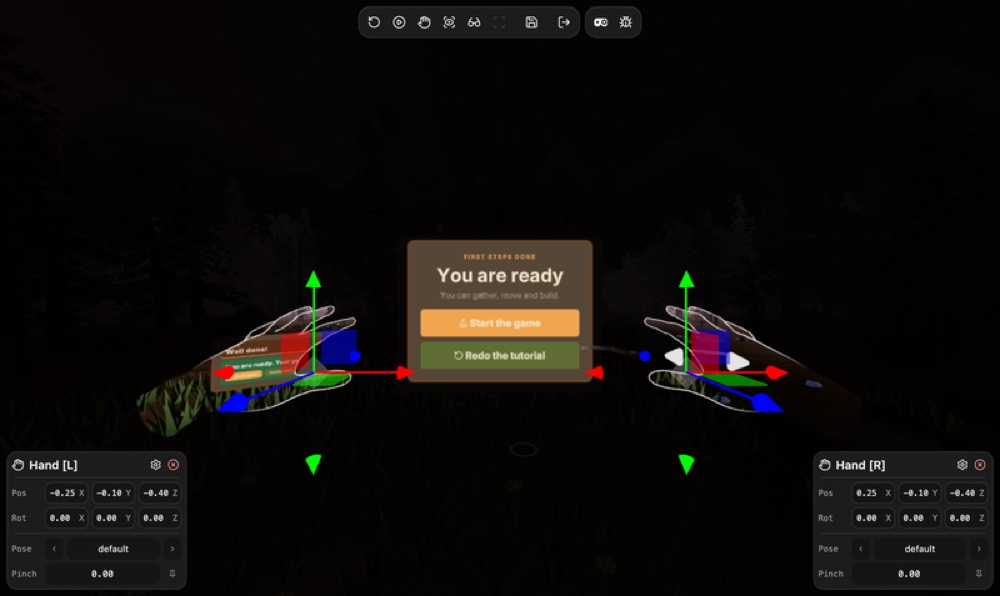 FIRST STEPS DONE
You are ready
You can gather, move and build.
Start the game
Redo the tutorial
Well done!
You are ready.
Hand [L]
Pos -0.25 X -0.10 Y -0.40 Z
Rot 0.00 X 0.00 Y 0.00 Z
Pose default
Pinch 0.00
Hand [R]
Pos 0.25 X -0.10 Y -0.40 Z
Rot 0.00 X 0.00 Y 0.00 Z
Pose default
Pinch 0.00